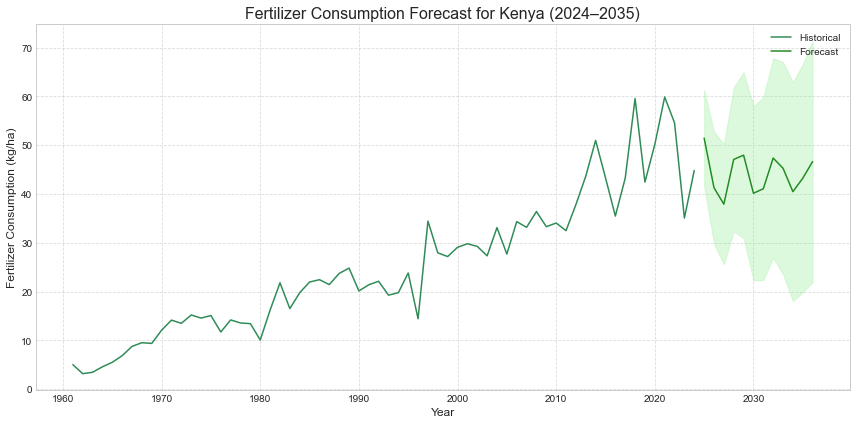 Fertilizer Consumption Forecast for Kenya (2024–2035)
Historical
Forecast
Fertilizer Consumption (kg/ha)
70
60
50
40
30
20
10
0
1960 1970 1980 1990 2000 2010 2020 2030
Year